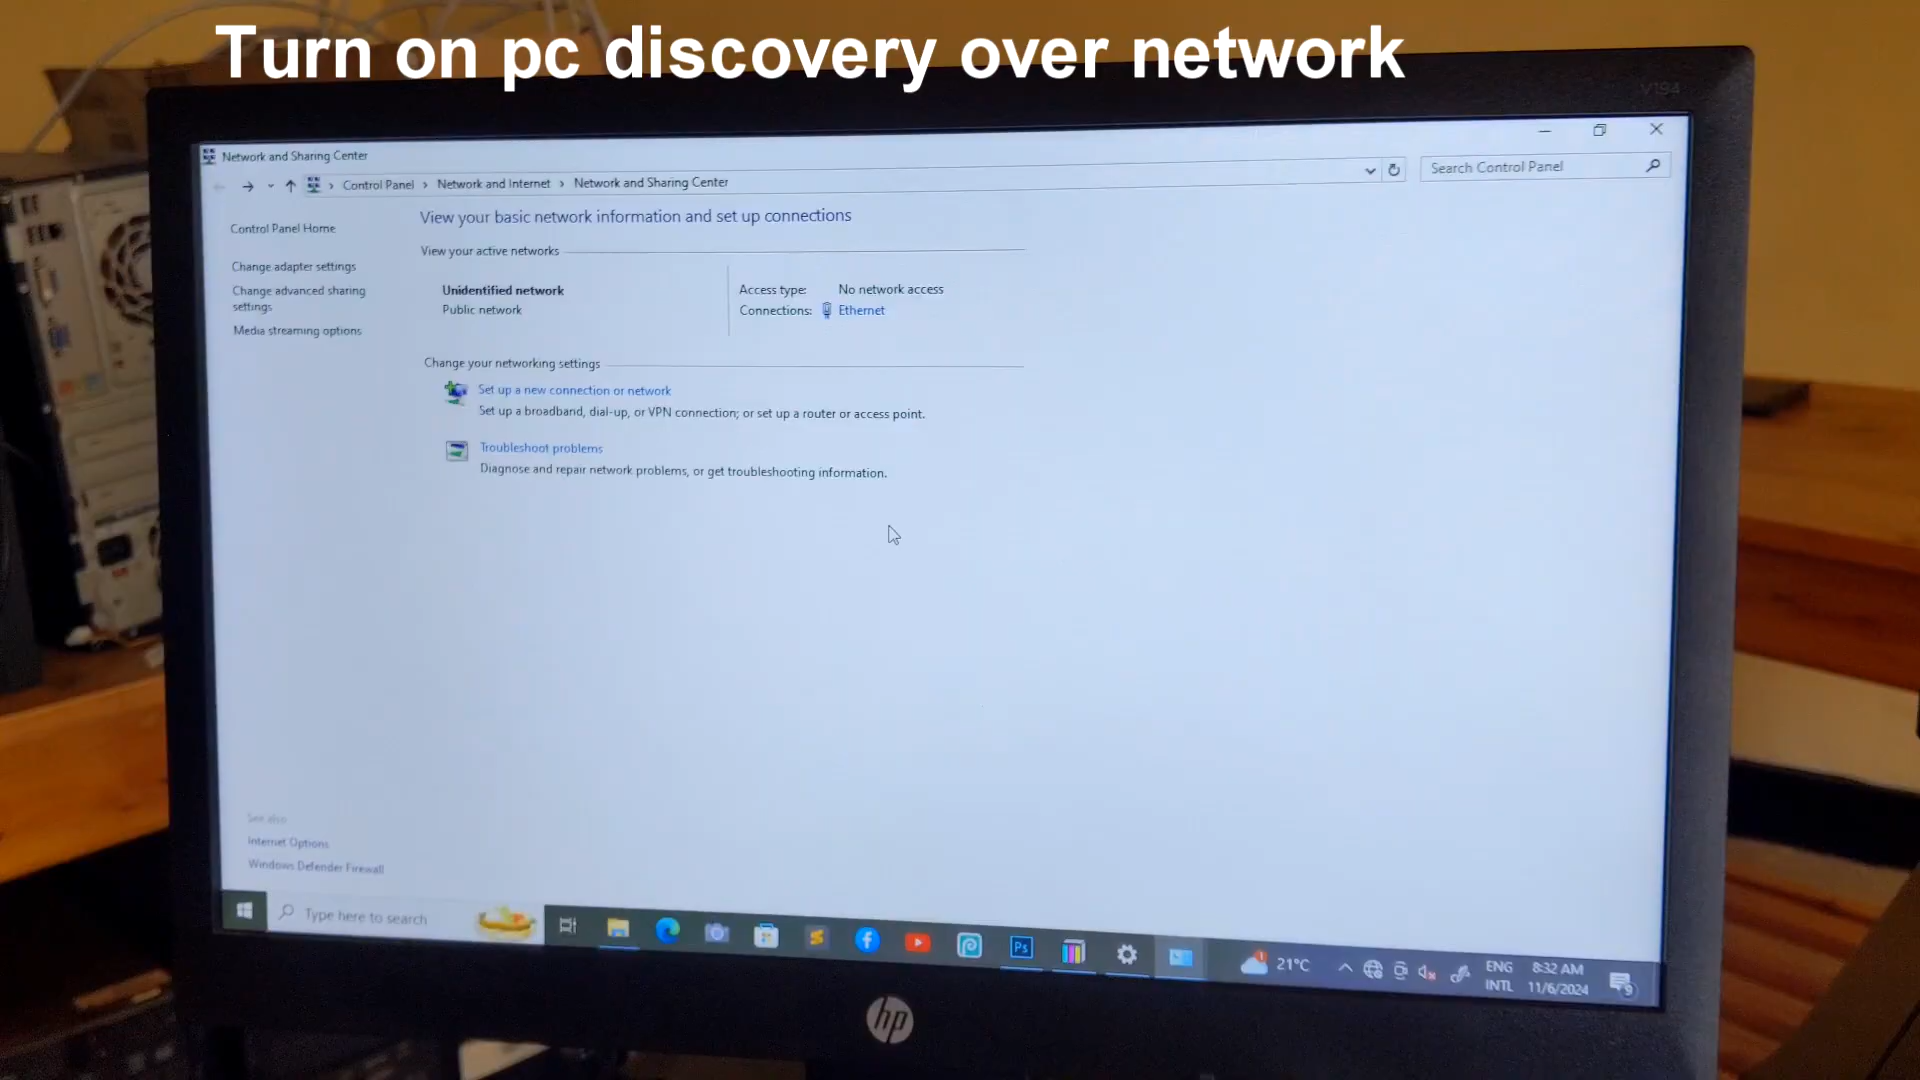 Turn on pc discovery over network
V194
Network and Sharing Center
Control Panel › Network and Internet › Network and Sharing Center
Search Control Panel
Control Panel Home
Change adapter settings
Change advanced sharing
settings
Media streaming options
View your basic network information and set up connections
View your active networks
Unidentified network
Public network
Access type: No network access
Connections: Ethernet
Change your networking settings
Set up a new connection or network
Set up a broadband, dial-up, or VPN connection; or set up a router or access point.
Troubleshoot problems
Diagnose and repair network problems, or get troubleshooting information.
See also
Internet Options
Windows Defender Firewall
Type here to search
Ps
21°C
ENG
INTL
8:32 AM
11/6/2024
9
hp